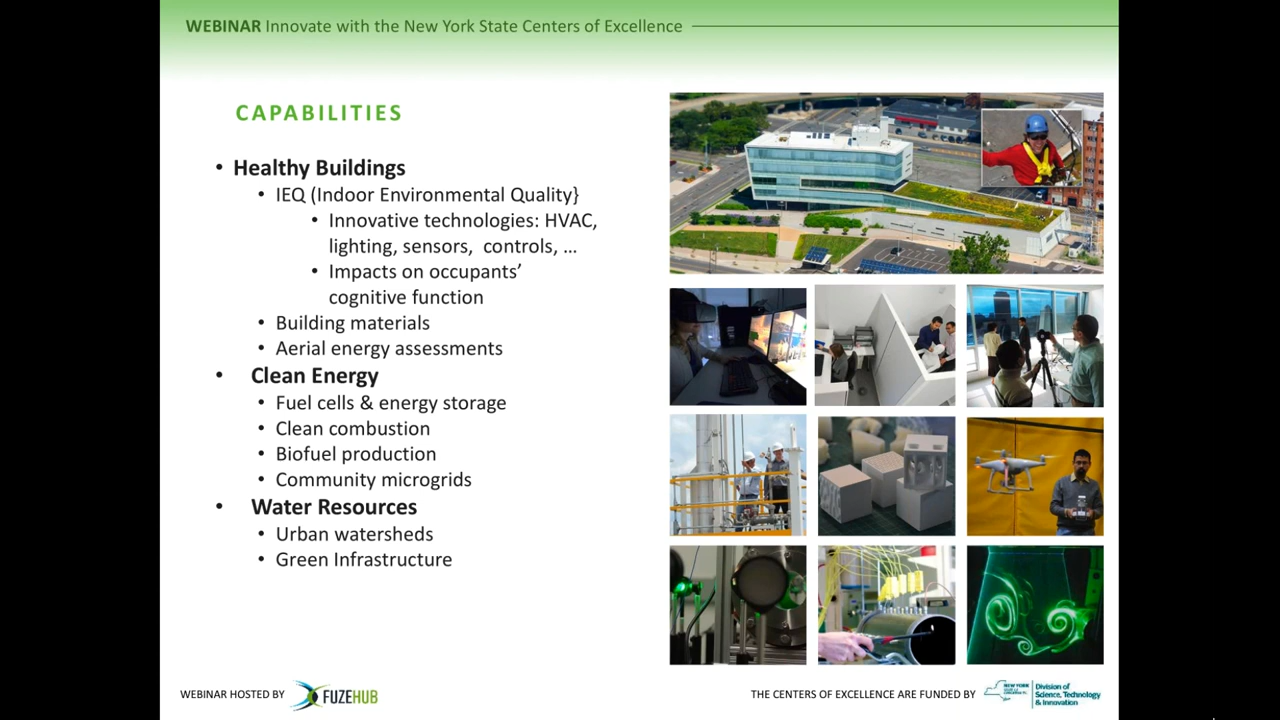 WEBINAR Innovate with the New York State Centers of Excellence
CAPABILITIES
• Healthy Buildings
• IEQ (Indoor Environmental Quality}
• Innovative technologies: HVAC,
lighting, sensors, controls, …
• Impacts on occupants’
cognitive function
• Building materials
• Aerial energy assessments
• Clean Energy
• Fuel cells & energy storage
• Clean combustion
• Biofuel production
• Community microgrids
• Water Resources
• Urban watersheds
• Green Infrastructure
WEBINAR HOSTED BY FUZEHUB
THE CENTERS OF EXCELLENCE ARE FUNDED BY
NEW YORK
Division of
Science, Technology
& Innovation